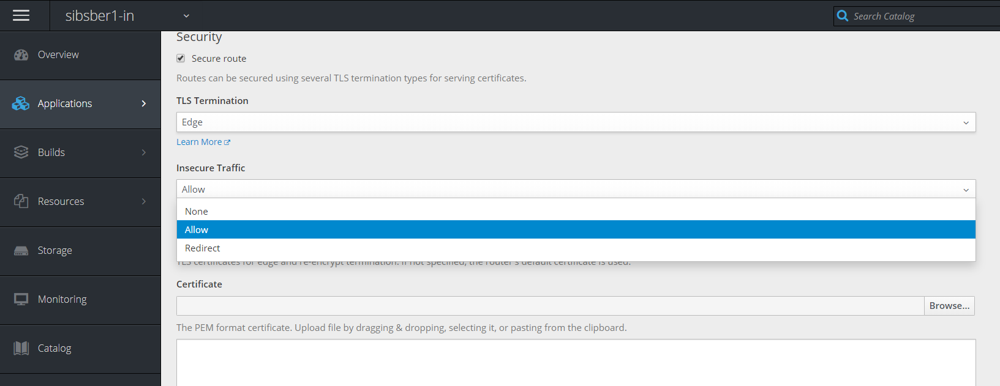 sibsber1-in
Search Catalog
Overview
Applications
Builds
Resources
Storage
Monitoring
Catalog
Security
Secure route
Routes can be secured using several TLS termination types for serving certificates.
TLS Termination
Edge
Learn More
Insecure Traffic
Allow
None
Allow
Redirect
TLS certificates for edge and re-encrypt termination. If not specified, the router's default certificate is used.
Certificate
Browse...
The PEM format certificate. Upload file by dragging & dropping, selecting it, or pasting from the clipboard.